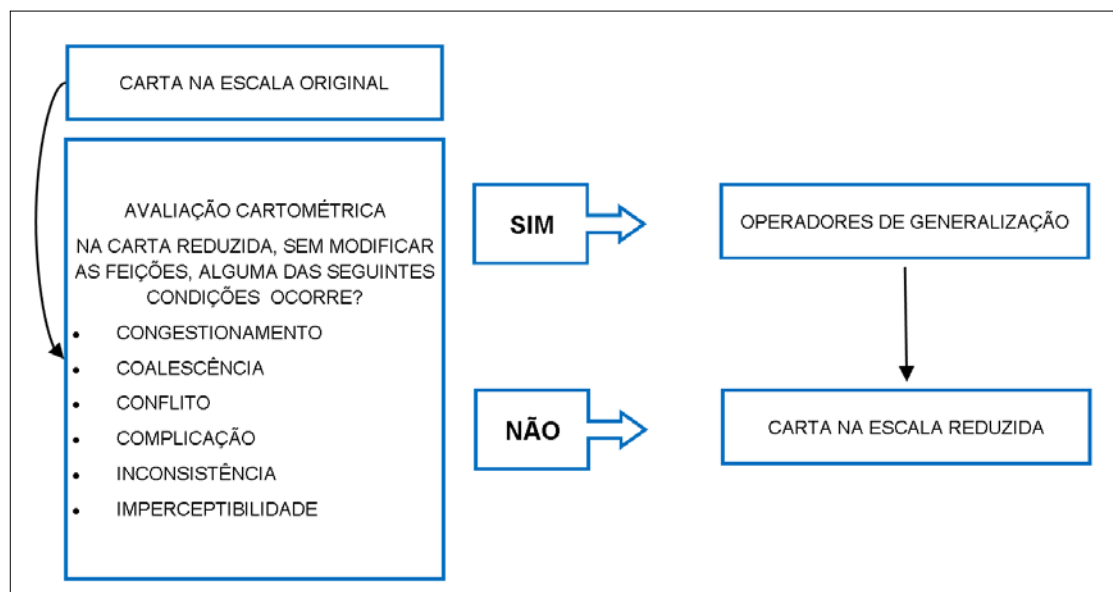 CARTA NA ESCALA ORIGINAL
AVALIAÇÃO CARTOMÉTRICA
NA CARTA REDUZIDA, SEM MODIFICAR
AS FEIÇÕES, ALGUMA DAS SEGUINTES
CONDIÇÕES OCORRE?
• CONGESTIONAMENTO
• COALESCÊNCIA
• CONFLITO
• COMPLICAÇÃO
• INCONSISTÊNCIA
• IMPERCEPTIBILIDADE
SIM
OPERADORES DE GENERALIZAÇÃO
NÃO
CARTA NA ESCALA REDUZIDA